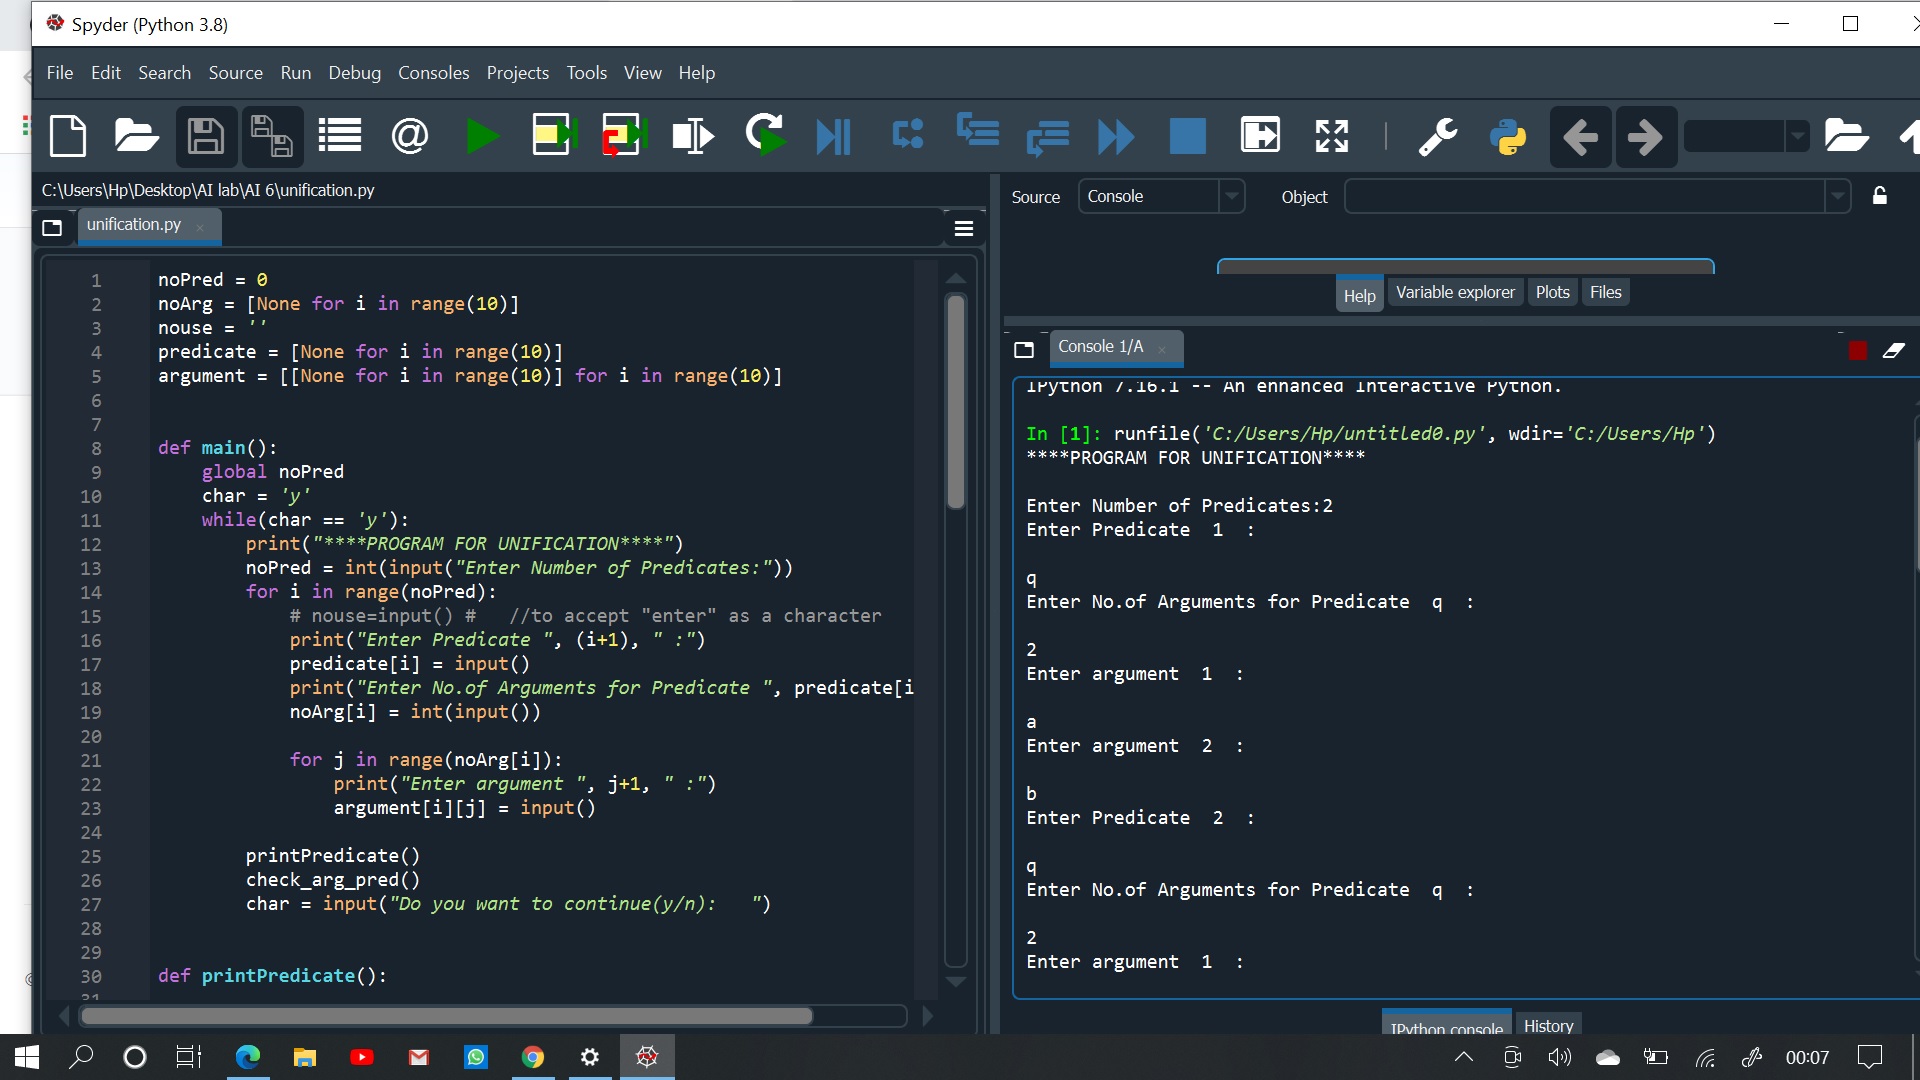 Spyder (Python 3.8)
File Edit Search Source Run Debug Consoles Projects Tools View Help
C:\Users\Hp\Desktop\AI lab\AI 6\unification.py
unification.py
1 noPred = 0
2 noArg = [None for i in range(10)]
3 nouse = ''
4 predicate = [None for i in range(10)]
5 argument = [[None for i in range(10)] for i in range(10)]
6
7
8 def main():
9 global noPred
10 char = 'y'
11 while(char == 'y'):
12 print("****PROGRAM FOR UNIFICATION****")
13 noPred = int(input("Enter Number of Predicates:"))
14 for i in range(noPred):
15 # nouse=input() #   //to accept "enter" as a character
16 print("Enter Predicate ", (i+1), " :")
17 predicate[i] = input()
18 print("Enter No.of Arguments for Predicate ", predicate[i
19 noArg[i] = int(input())
20
21 for j in range(noArg[i]):
22 print("Enter argument ", j+1, " :")
23 argument[i][j] = input()
24
25 printPredicate()
26 check_arg_pred()
27 char = input("Do you want to continue(y/n):   ")
28
29
30 def printPredicate():
31
Source Console Object
Help Variable explorer Plots Files
Console 1/A
IPython 7.16.1 -- An enhanced Interactive Python.
In [1]: runfile('C:/Users/Hp/untitled0.py', wdir='C:/Users/Hp')
****PROGRAM FOR UNIFICATION****
Enter Number of Predicates:2
Enter Predicate  1  :
q
Enter No.of Arguments for Predicate  q  :
2
Enter argument  1  :
a
Enter argument  2  :
b
Enter Predicate  2  :
q
Enter No.of Arguments for Predicate  q  :
2
Enter argument  1  :
IPython console History
00:07